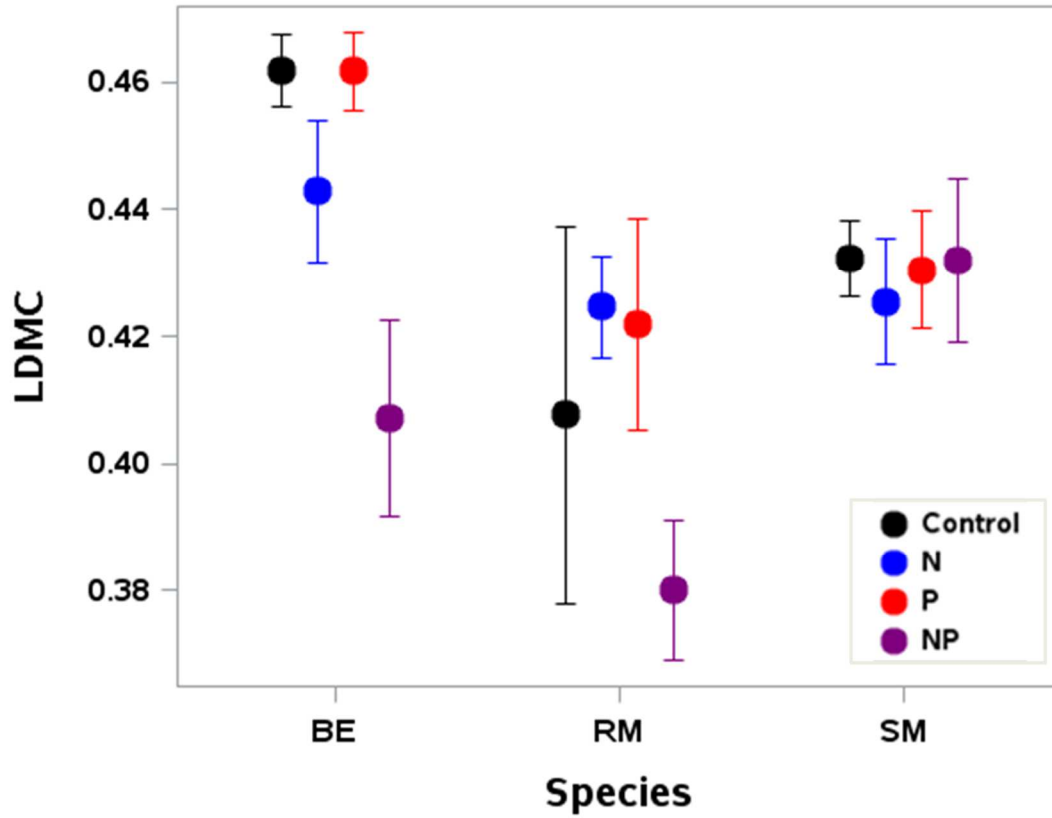 0.46
0.44
0.42
0.40
0.38
LDMC
Control
N
P
NP
BE RM SM
Species